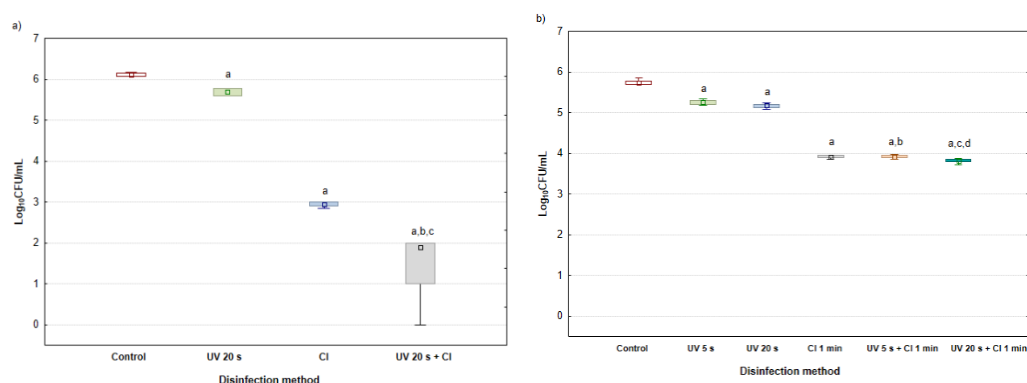 a)
7
6
5
4
3
2
1
0
Log₁₀CFU/mL
a
a
a,b,c
Control UV 20 s Cl UV 20 s + Cl
Disinfection method
b)
7
6
5
4
3
2
1
0
Log₁₀CFU/mL
a
a
a
a,b
a,c,d
Control UV 5 s UV 20 s Cl 1 min UV 5 s + Cl 1 min UV 20 s + Cl 1 min
Disinfection method